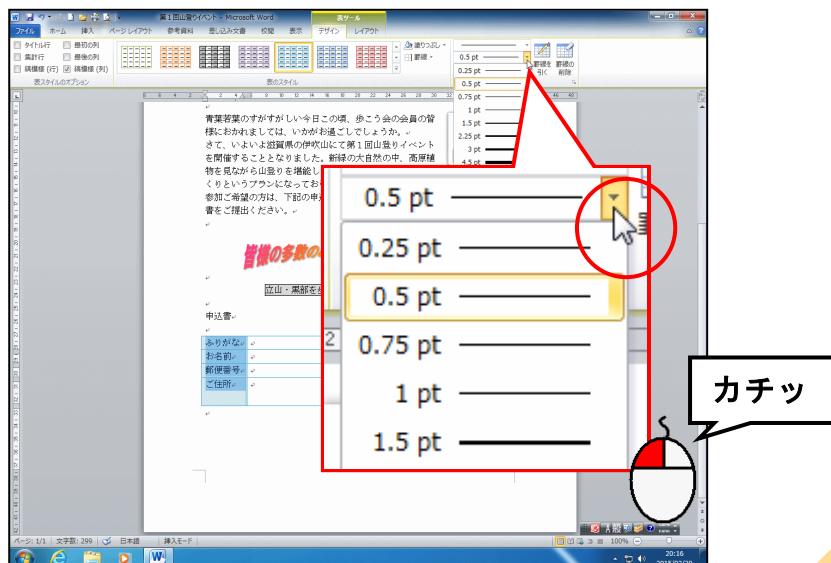 第1回山登りイベント - Microsoft Word
表ツール
ファイル ホーム 挿入 ページ レイアウト 参考資料 差し込み文書 校閲 表示 デザイン レイアウト
タイトル行 最初の列
集計行 最後の列
縞模様 (行) 縞模様 (列)
表スタイルのオプション
表のスタイル
塗りつぶし
罫線
0.5 pt
罫線を引く
罫線の削除
0.25 pt
0.5 pt
0.75 pt
1 pt
1.5 pt
2.25 pt
3 pt
4.5 pt
青葉若葉のすがすがしい今日この頃、歩こう会の会員の皆
様におかれましては、いかがお過ごしでしょうか。
さて、いよいよ滋賀県の伊吹山にて第1回山登りイベント
を開催することとなりました。新緑の大自然の中、高原植
物を見ながら山登りを堪能し
くりというプランになってお
参加ご希望の方は、下記の申
書をご提出ください。
皆様の多数の
立山・黒部を
申込書
ふりがな
お名前
郵便番号
ご住所
0.5 pt
0.25 pt
0.5 pt
0.75 pt
1 pt
1.5 pt
カチッ
ページ: 1/1 文字数: 299 日本語 挿入モード
100%
20:16